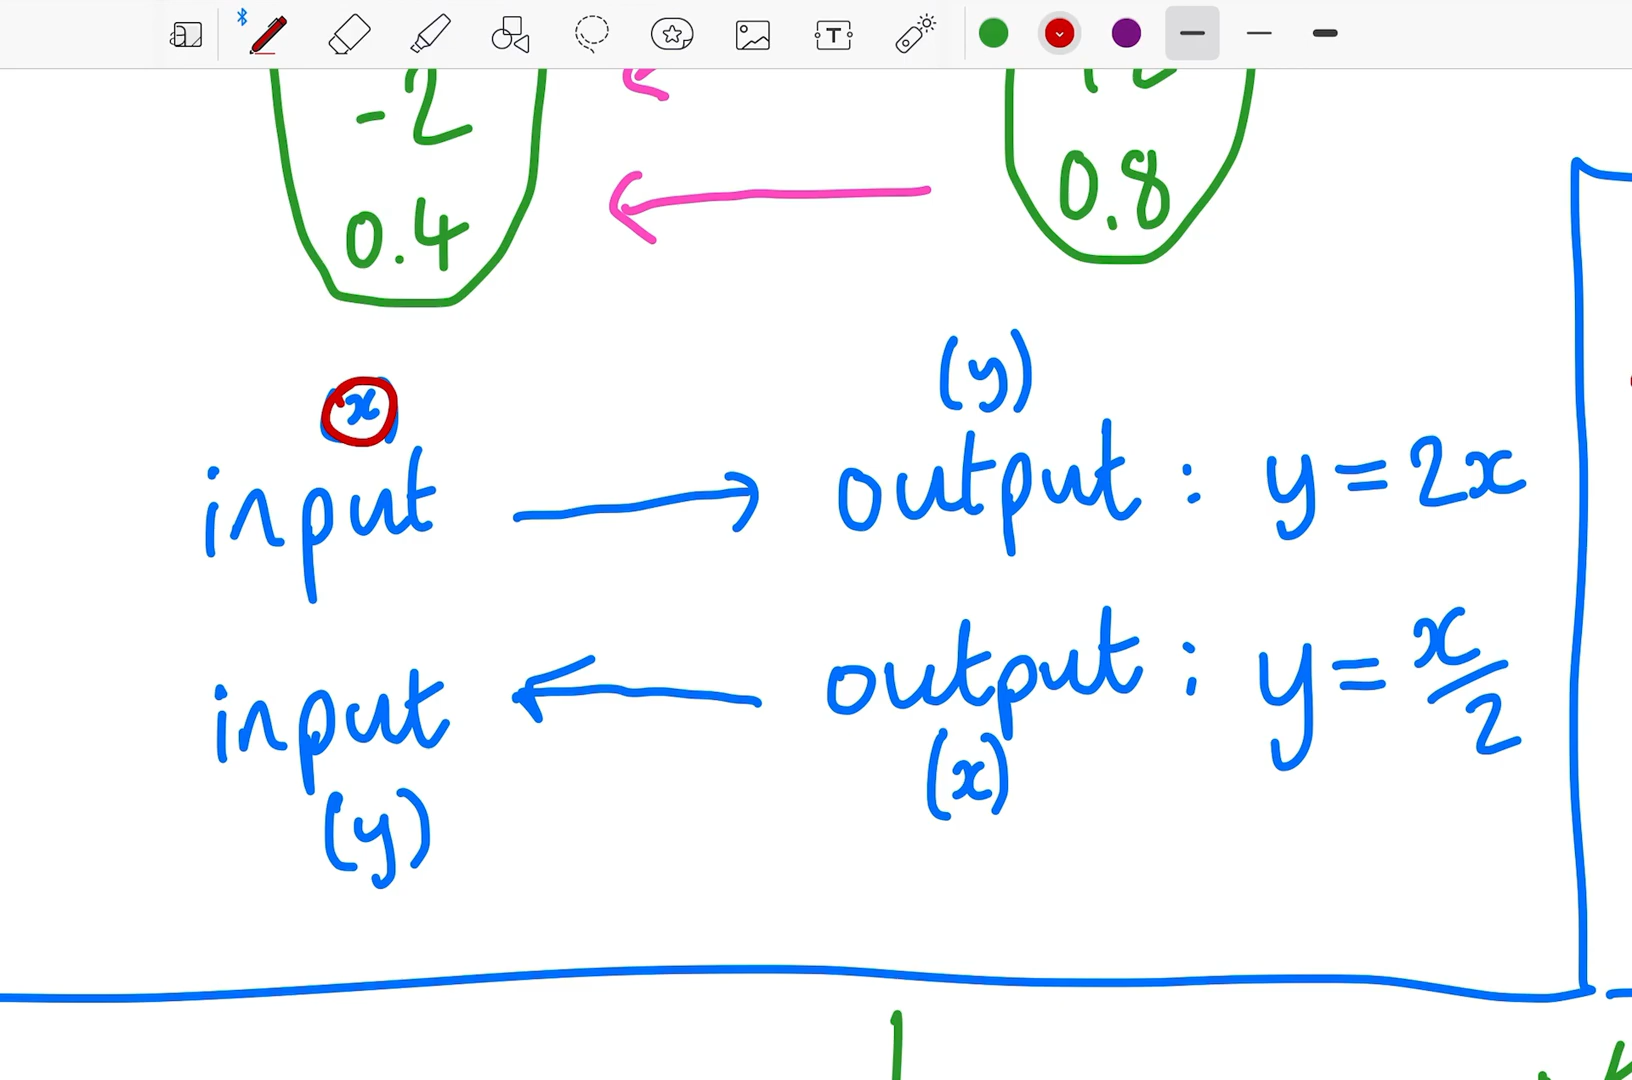 -2
0.8
0.4
(x) (y)
input → output : y = 2x
input ← output : y = x/2
(y) (x)